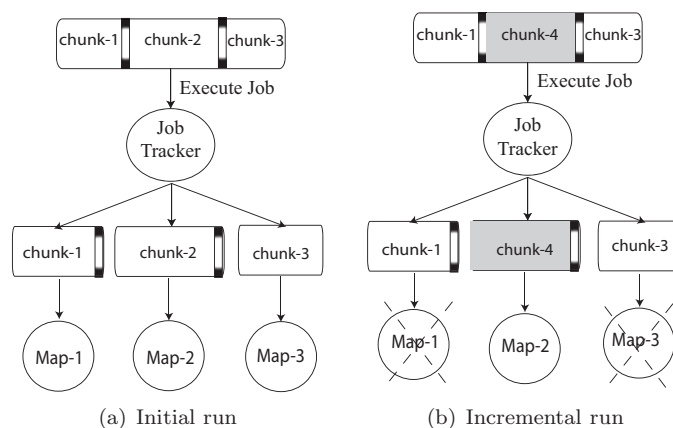 chunk-1 chunk-2 chunk-3
Execute Job
Job
Tracker
chunk-1 chunk-2 chunk-3
Map-1 Map-2 Map-3
(a) Initial run
chunk-1 chunk-4 chunk-3
Execute Job
Job
Tracker
chunk-1 chunk-4 chunk-3
Map-1 Map-2 Map-3
(b) Incremental run